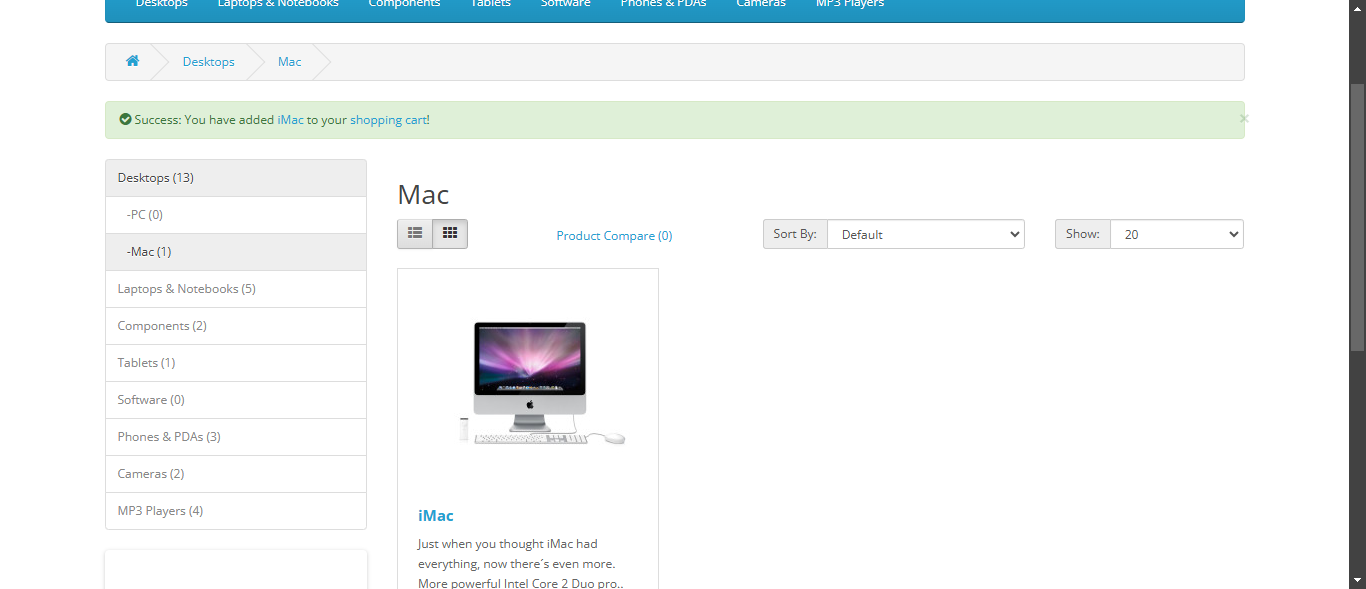 Desktops Laptops & Notebooks Components Tablets Software Phones & PDAs Cameras MP3 Players
Desktops Mac
Success: You have added iMac to your shopping cart!
×
Desktops (13)
-PC (0)
-Mac (1)
Laptops & Notebooks (5)
Components (2)
Tablets (1)
Software (0)
Phones & PDAs (3)
Cameras (2)
MP3 Players (4)
Mac
Product Compare (0) Sort By: Default Show: 20
iMac
Just when you thought iMac had
everything, now there´s even more.
More powerful Intel Core 2 Duo pro..